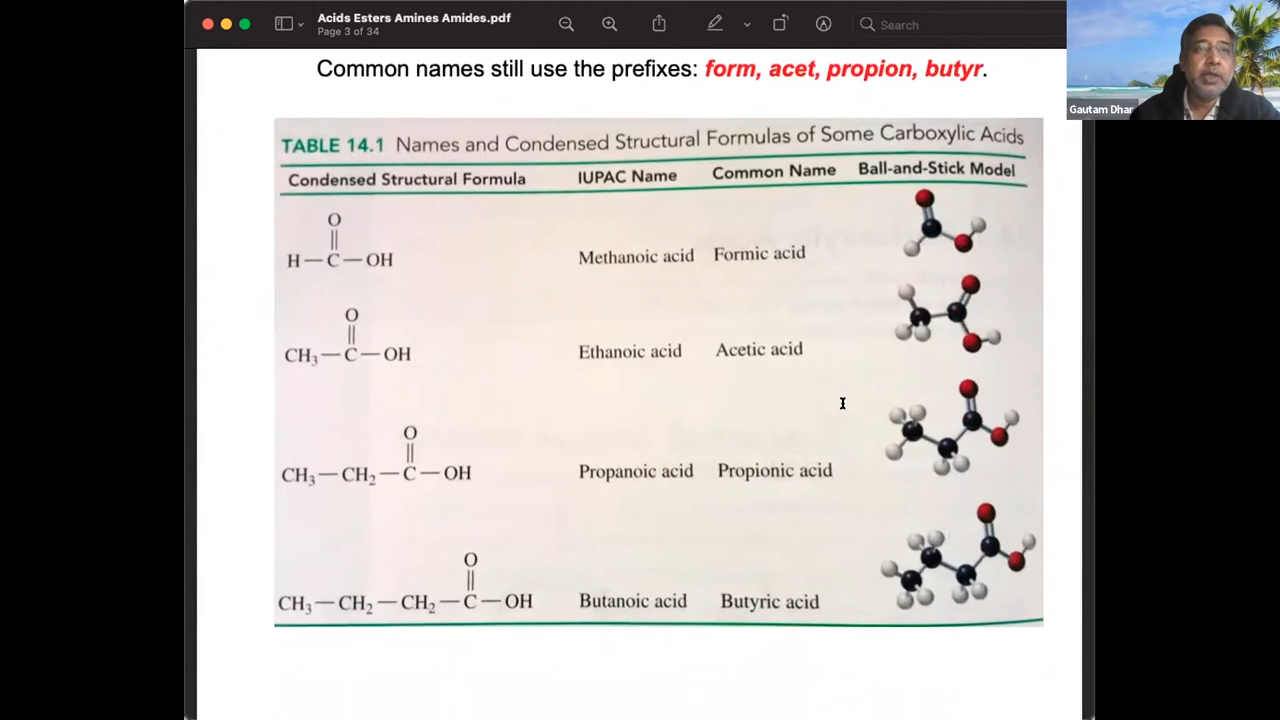 Acids Esters Amines Amides.pdf
Page 3 of 34
Search
Gautam Dhar
Common names still use the prefixes: form, acet, propion, butyr.
TABLE 14.1 Names and Condensed Structural Formulas of Some Carboxylic Acids
Condensed Structural Formula IUPAC Name Common Name Ball-and-Stick Model
O
||
H—C—OH Methanoic acid Formic acid
O
||
CH₃—C—OH Ethanoic acid Acetic acid
O
||
CH₃—CH₂—C—OH Propanoic acid Propionic acid
O
||
CH₃—CH₂—CH₂—C—OH Butanoic acid Butyric acid